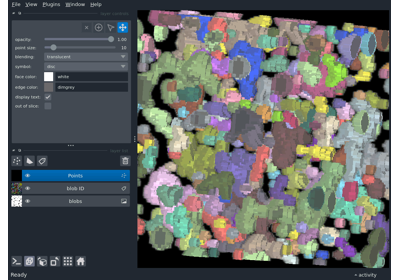 File View Plugins Window Help
opacity: 1.00
point size: 10
blending: translucent
symbol: disc
face color: white
edge color: dimgrey
display text:
out of slice:
Points
blob ID
blobs
Ready
activity